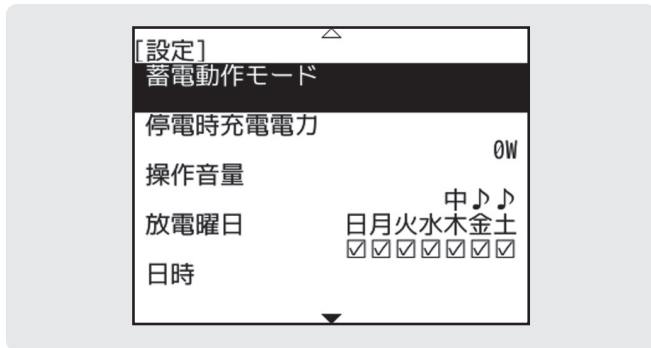 [設定]
蓄電動作モード
停電時充電電力
0W
操作音量
中♪♪
放電曜日 日月火水木金土
☑☑☑☑☑☑☑
日時